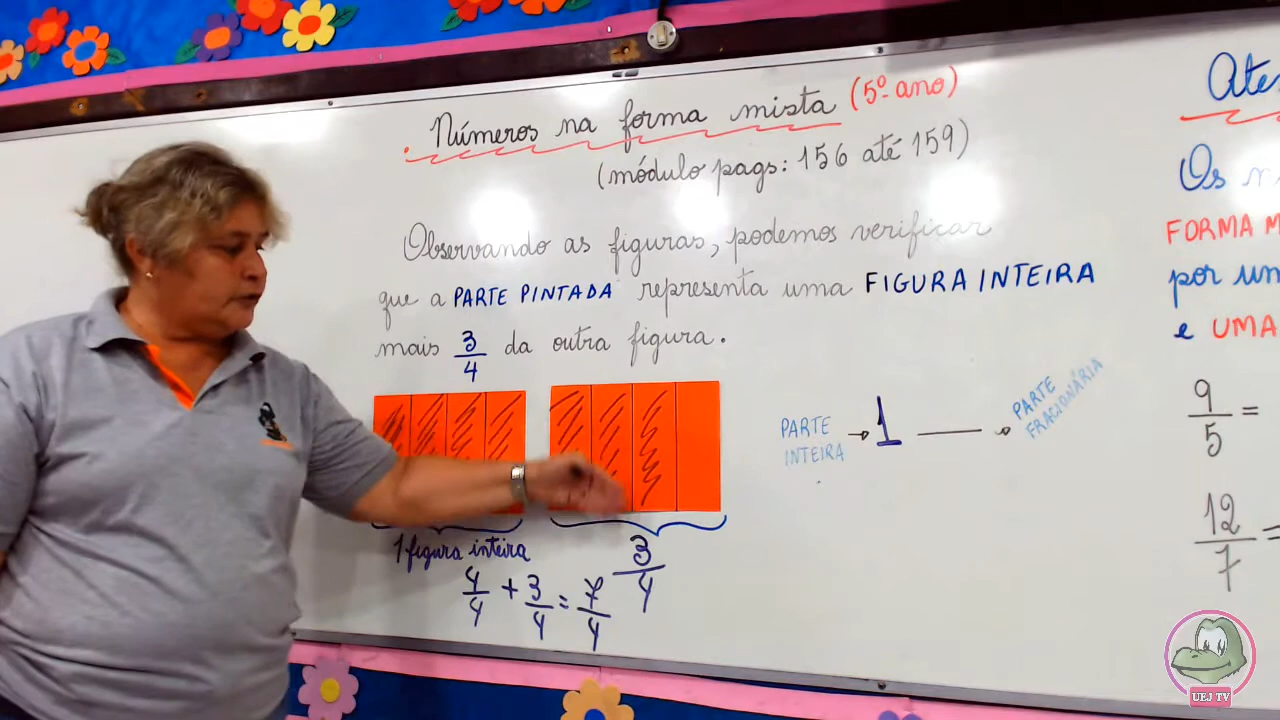 Números na forma mista (5º ano)
(módulo pags: 156 até 159)
Observando as figuras, podemos verificar
que a PARTE PINTADA representa uma FIGURA INTEIRA
mais 3/4 da outra figura.
1 figura inteira
3/4
4/4 + 3/4 = 7/4
PARTE INTEIRA → 1 — → PARTE FRACIONÁRIA
Os
FORMA
por
e UMA
9/5 =
12/7 =
UEJ TV